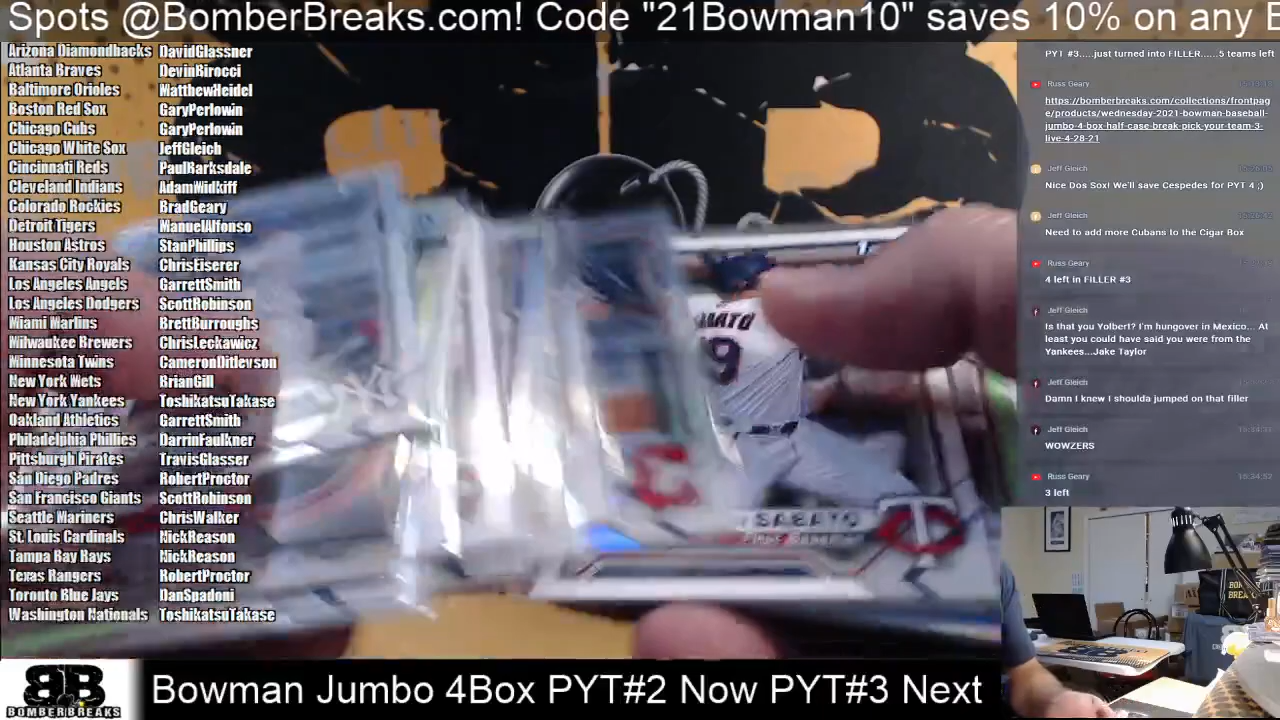 Spots @BomberBreaks.com! Code "21Bowman10" saves 10% on any
Arizona Diamondbacks DavidGlassner
Atlanta Braves DevinBirocci
Baltimore Orioles MatthewHeidel
Boston Red Sox GaryPerlowin
Chicago Cubs GaryPerlowin
Chicago White Sox JeffGleich
Cincinnati Reds PaulBarksdale
Cleveland Indians AdamWidkiff
Colorado Rockies BradGeary
Detroit Tigers ManuelAlfonso
Houston Astros StanPhillips
Kansas City Royals ChrisEiserer
Los Angeles Angels GarrettSmith
Los Angeles Dodgers ScottRobinson
Miami Marlins BrettBurroughs
Milwaukee Brewers ChrisLeckawicz
Minnesota Twins CameronDitlevson
New York Mets BrianGill
New York Yankees ToshikatsuTakase
Oakland Athletics GarrettSmith
Philadelphia Phillies DarrinFaulkner
Pittsburgh Pirates TravisGlasser
San Diego Padres RobertProctor
San Francisco Giants ScottRobinson
Seattle Mariners ChrisWalker
St. Louis Cardinals NickReason
Tampa Bay Rays NickReason
Texas Rangers RobertProctor
Toronto Blue Jays DanSpadoni
Washington Nationals ToshikatsuTakase
SABATO
PYT #3.....just turned into FILLER......5 teams left
Russ Geary
https://bomberbreaks.com/collections/frontpag
e/products/wednesday-2021-bowman-baseball-
jumbo-4-box-half-case-break-pick-your-team-3-
live-4-28-21
Jeff Gleich
Nice Dos Sox! We'll save Cespedes for PYT 4 ;)
Jeff Gleich
Need to add more Cubans to the Cigar Box
Russ Geary
4 left in FILLER #3
Jeff Gleich
Is that you Yolbert? I'm hungover in Mexico... At
least you could have said you were from the
Yankees...Jake Taylor
Jeff Gleich
Damn I knew I shoulda jumped on that filler
Jeff Gleich
WOWZERS
Russ Geary
3 left
BB
BOMBERBREAKS
Bowman Jumbo 4Box PYT#2 Now PYT#3 Next